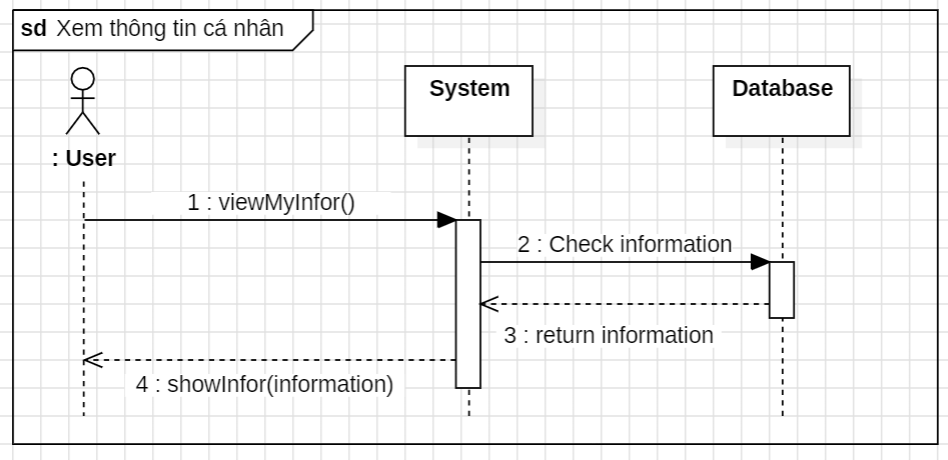 sd Xem thông tin cá nhân
System
Database
: User
1 : viewMyInfor()
2 : Check information
3 : return information
4 : showInfor(information)